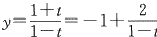 y = \frac{1+t}{1-t} = -1 + \frac{2}{1-t}